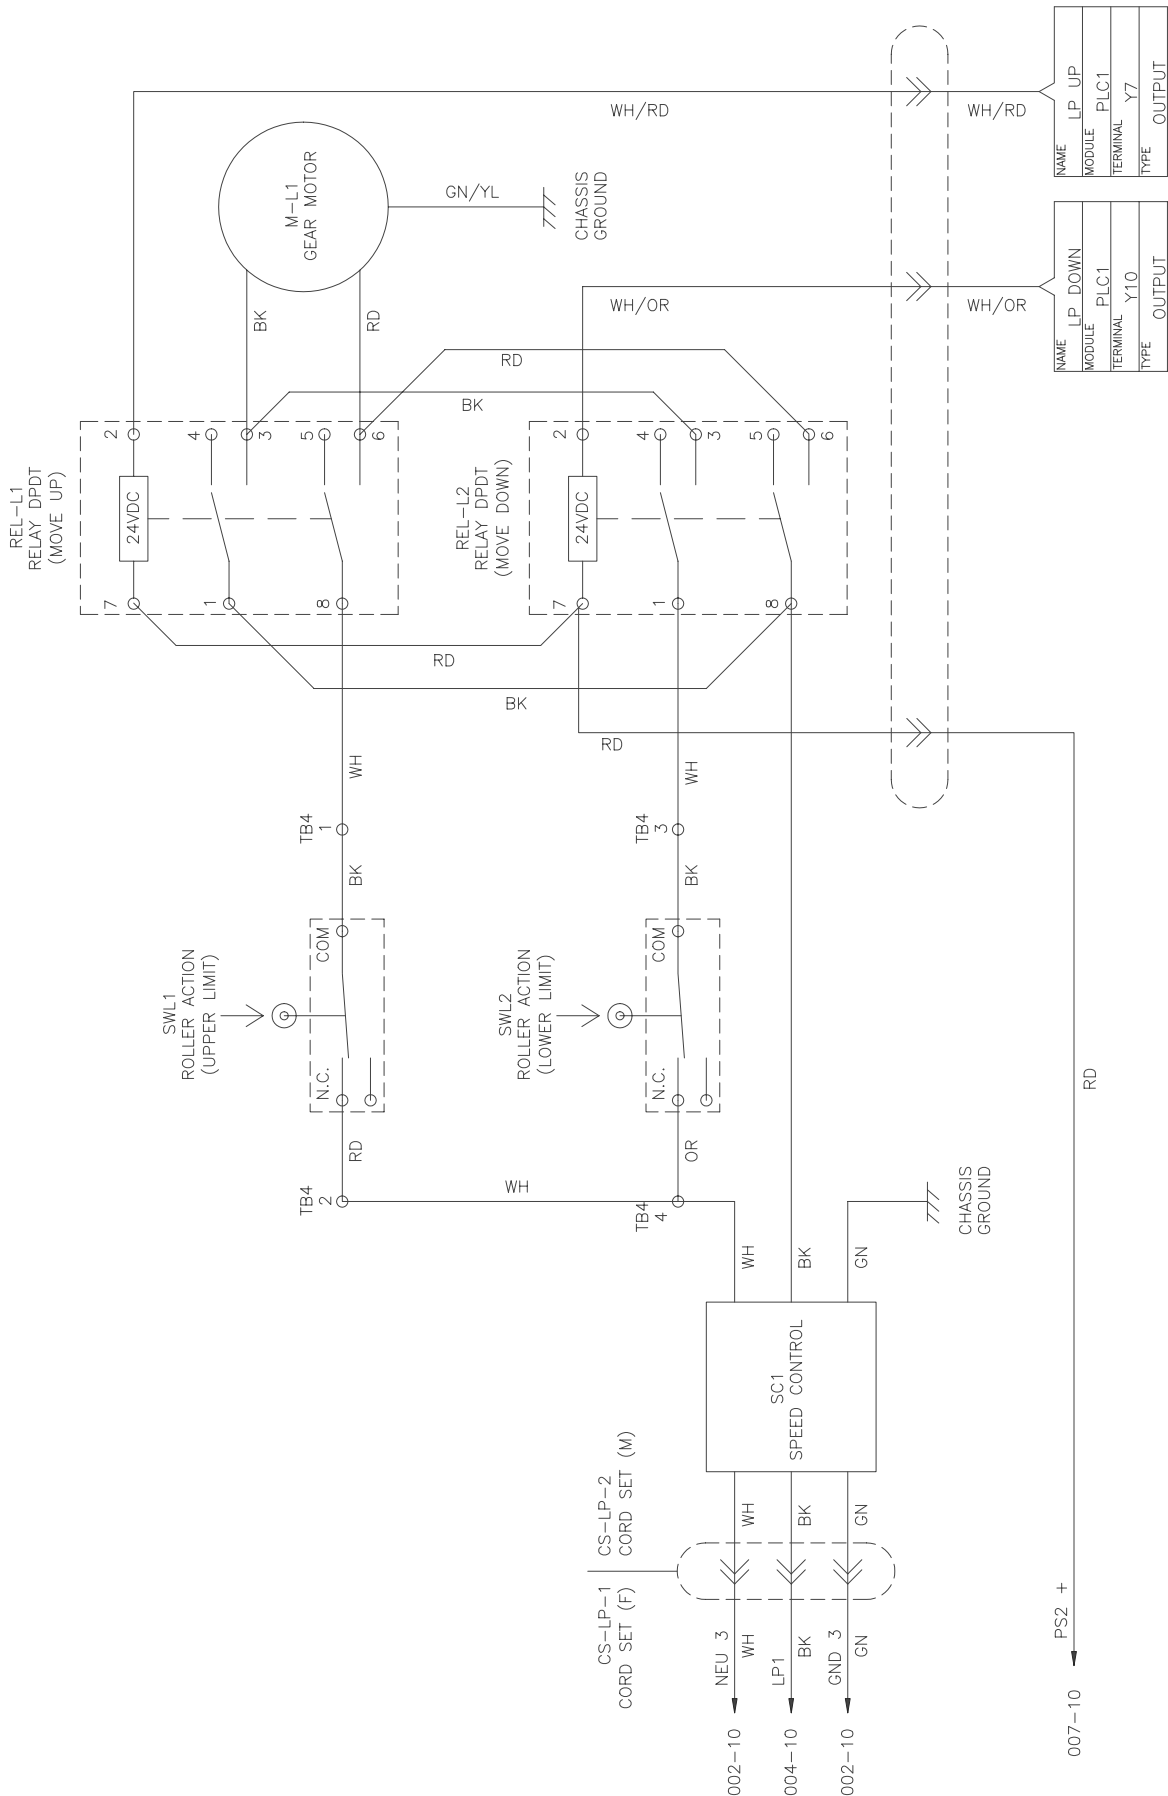 REL-L1
RELAY DPDT
(MOVE UP)
2
24VDC
7
4
3
1
5
6
8
M-L1
GEAR MOTOR
BK
RD
GN/YL
CHASSIS
GROUND
WH/RD
WH/RD
NAME
LP UP
MODULE
PLC1
TERMINAL
Y7
TYPE
OUTPUT
REL-L2
RELAY DPDT
(MOVE DOWN)
2
24VDC
7
4
3
1
5
6
8
RD
BK
WH/OR
WH/OR
NAME
LP DOWN
MODULE
PLC1
TERMINAL
Y10
TYPE
OUTPUT
RD
BK
RD
WH
TB4
1
BK
WH
TB4
3
BK
SWL1
ROLLER ACTION
(UPPER LIMIT)
COM
N.C.
RD
TB4
2
SWL2
ROLLER ACTION
(LOWER LIMIT)
COM
N.C.
OR
TB4
4
WH
WH
BK
GN
CHASSIS
GROUND
SC1
SPEED CONTROL
CS-LP-2
CORD SET (M)
CS-LP-1
CORD SET (F)
WH
BK
GN
NEU 3
WH
LP1
BK
GND 3
GN
002-10
004-10
002-10
RD
PS2 +
007-10